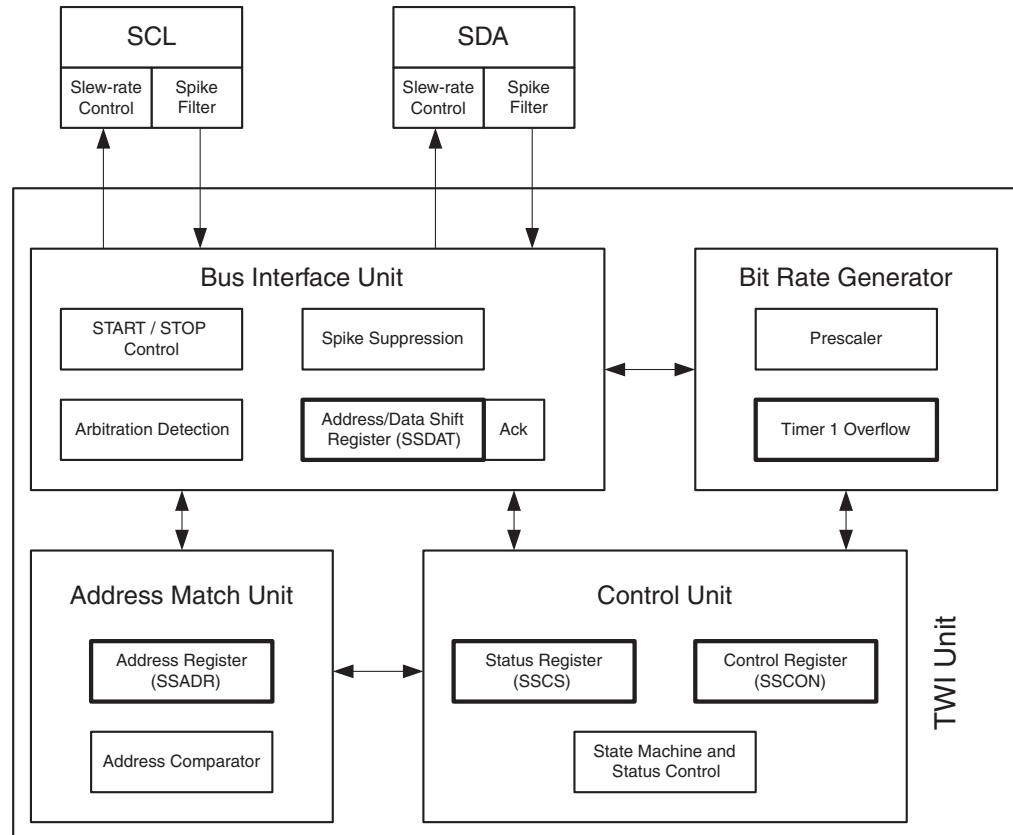 SCL
SDA
Slew-rate
Control
Spike
Filter
Slew-rate
Control
Spike
Filter
Bus Interface Unit
START / STOP
Control
Spike Suppression
Arbitration Detection
Address/Data Shift
Register (SSDAT)
Ack
Bit Rate Generator
Prescaler
Timer 1 Overflow
Address Match Unit
Address Register
(SSADR)
Address Comparator
Control Unit
Status Register
(SSCS)
Control Register
(SSCON)
State Machine and
Status Control
TWI Unit